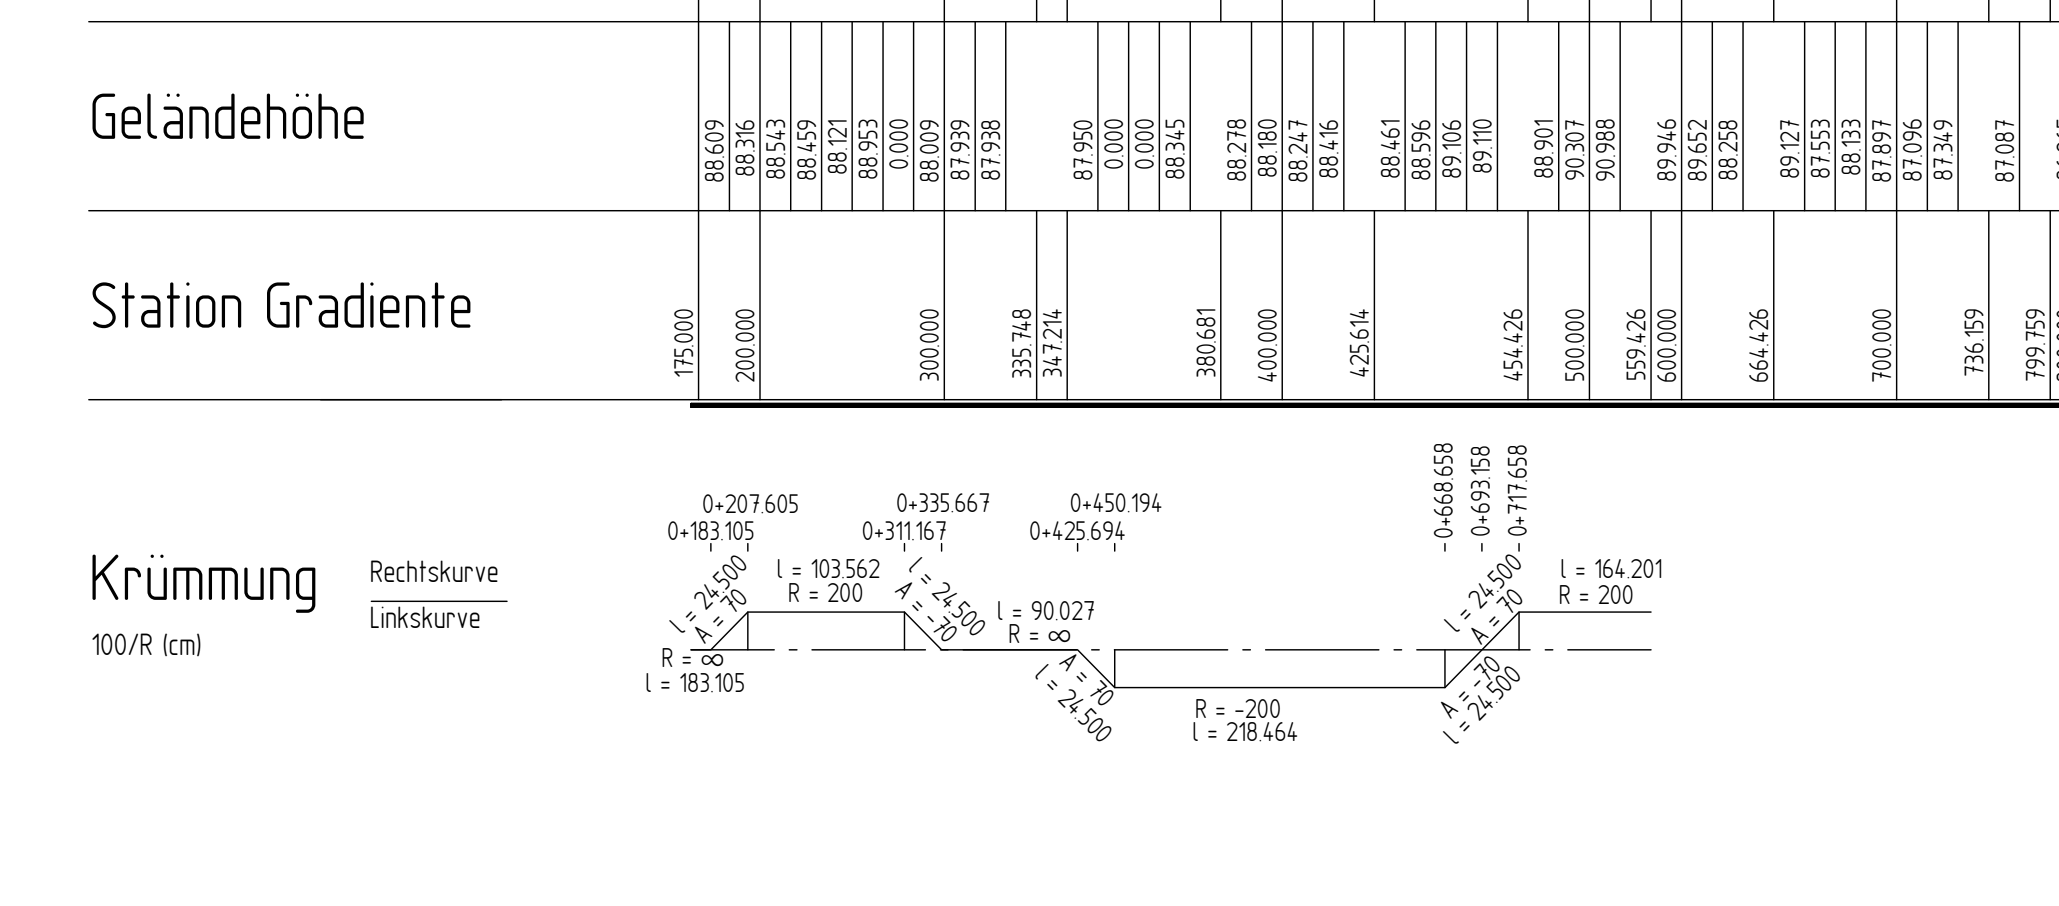 Geländehöhe
88.609
88.316
88.543
88.459
88.121
88.953
0.000
88.009
87.939
87.938
87.950
0.000
0.000
88.345
88.278
88.180
88.247
88.416
88.461
88.596
89.106
89.110
88.901
90.307
90.988
89.946
89.652
88.258
89.127
87.553
88.133
87.897
87.096
87.349
87.087
Station Gradiente
175.000
200.000
300.000
335.748
347.214
380.681
400.000
425.614
454.426
500.000
559.426
600.000
664.426
700.000
736.159
799.759
Krümmung
Rechtskurve
Linkskurve
100/R (cm)
0+207.605
0+183.105
0+335.667
0+311.167
0+450.194
0+425.694
0+668.658
0+693.158
0+717.658
R = ∞
l = 183.105
l = 24.500
A = 70
l = 103.562
R = 200
l = 24.500
A = -70
l = 90.027
R = ∞
A = 70
l = 24.500
R = -200
l = 218.464
l = 24.500
A = 70
A = -70
l = 24.500
l = 164.201
R = 200